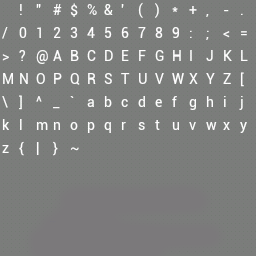 ! " # $ % & ' ( ) * + , - .
/ 0 1 2 3 4 5 6 7 8 9 : ; < =
> ? @ A B C D E F G H I J K L
M N O P Q R S T U V W X Y Z [
\ ] ^ _ ` a b c d e f g h i j
k l m n o p q r s t u v w x y
z { | } ~